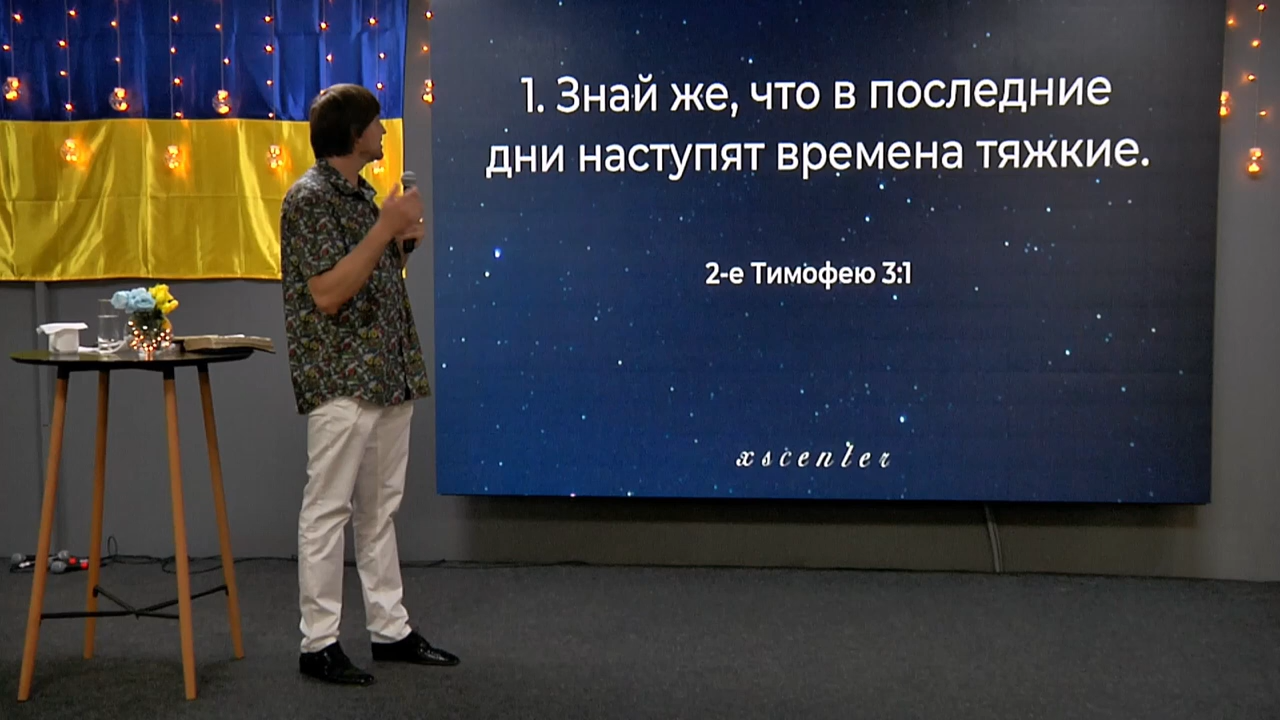 1. Знай же, что в последние
дни наступят времена тяжкие.
2-е Тимофею 3:1
xscenter